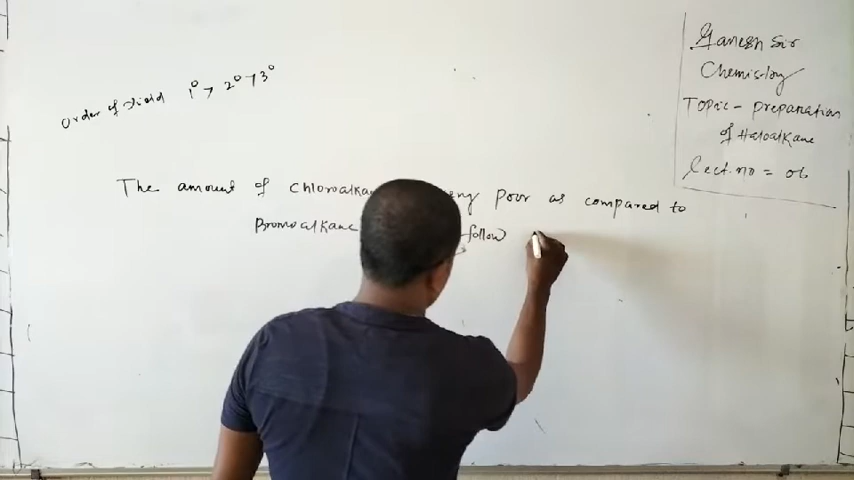 Order of Yield 1° > 2° > 3°
The amount of chloroalkane poor as compared to
Bromoalkane follow
Ganesh Sir
Chemistry
Topic - preparation
of Haloalkane
Lect. no = 06